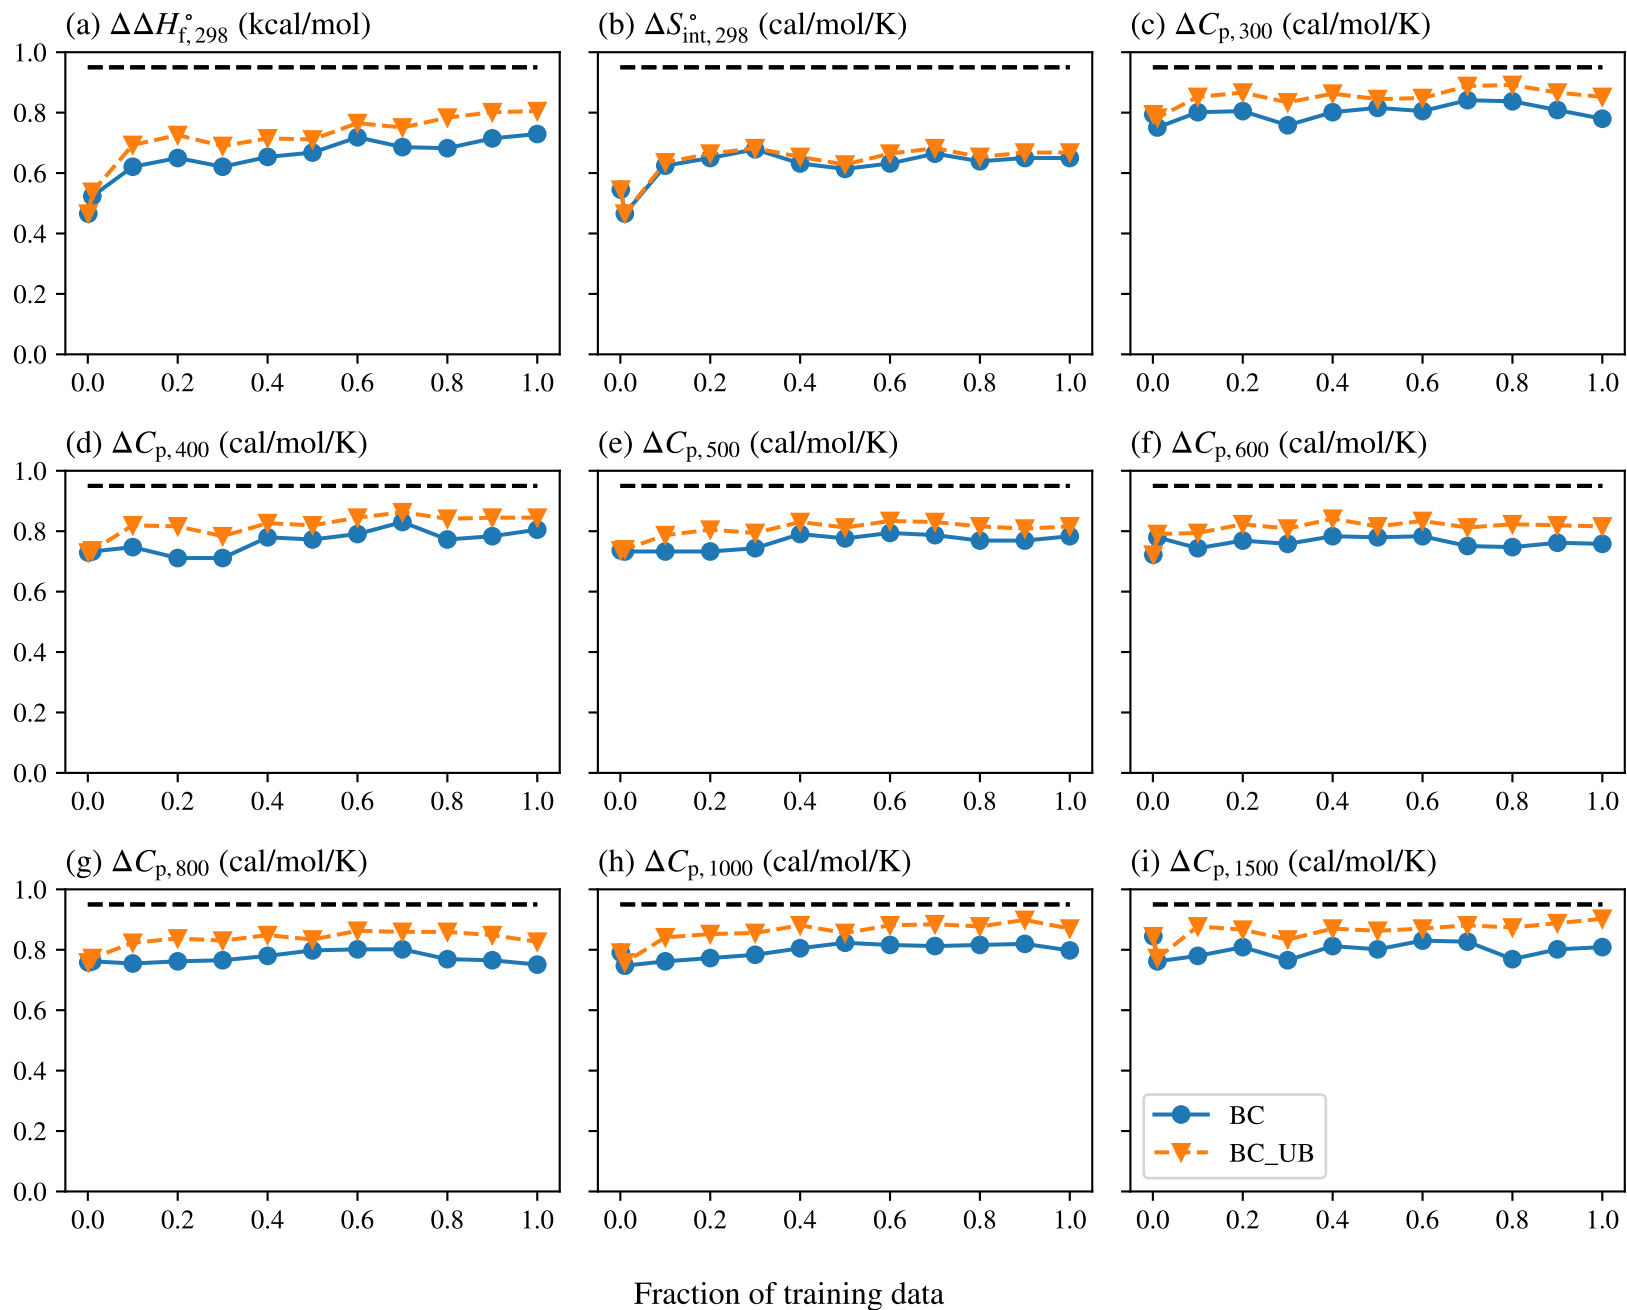 (a) ΔΔH°f, 298 (kcal/mol)
(b) ΔS°int, 298 (cal/mol/K)
(c) ΔCp, 300 (cal/mol/K)
1.0
0.8
0.6
0.4
0.2
0.0
0.0 0.2 0.4 0.6 0.8 1.0
0.0 0.2 0.4 0.6 0.8 1.0
0.0 0.2 0.4 0.6 0.8 1.0
(d) ΔCp, 400 (cal/mol/K)
(e) ΔCp, 500 (cal/mol/K)
(f) ΔCp, 600 (cal/mol/K)
1.0
0.8
0.6
0.4
0.2
0.0
0.0 0.2 0.4 0.6 0.8 1.0
0.0 0.2 0.4 0.6 0.8 1.0
0.0 0.2 0.4 0.6 0.8 1.0
(g) ΔCp, 800 (cal/mol/K)
(h) ΔCp, 1000 (cal/mol/K)
(i) ΔCp, 1500 (cal/mol/K)
1.0
0.8
0.6
0.4
0.2
0.0
BC
BC_UB
0.0 0.2 0.4 0.6 0.8 1.0
0.0 0.2 0.4 0.6 0.8 1.0
0.0 0.2 0.4 0.6 0.8 1.0
Fraction of training data